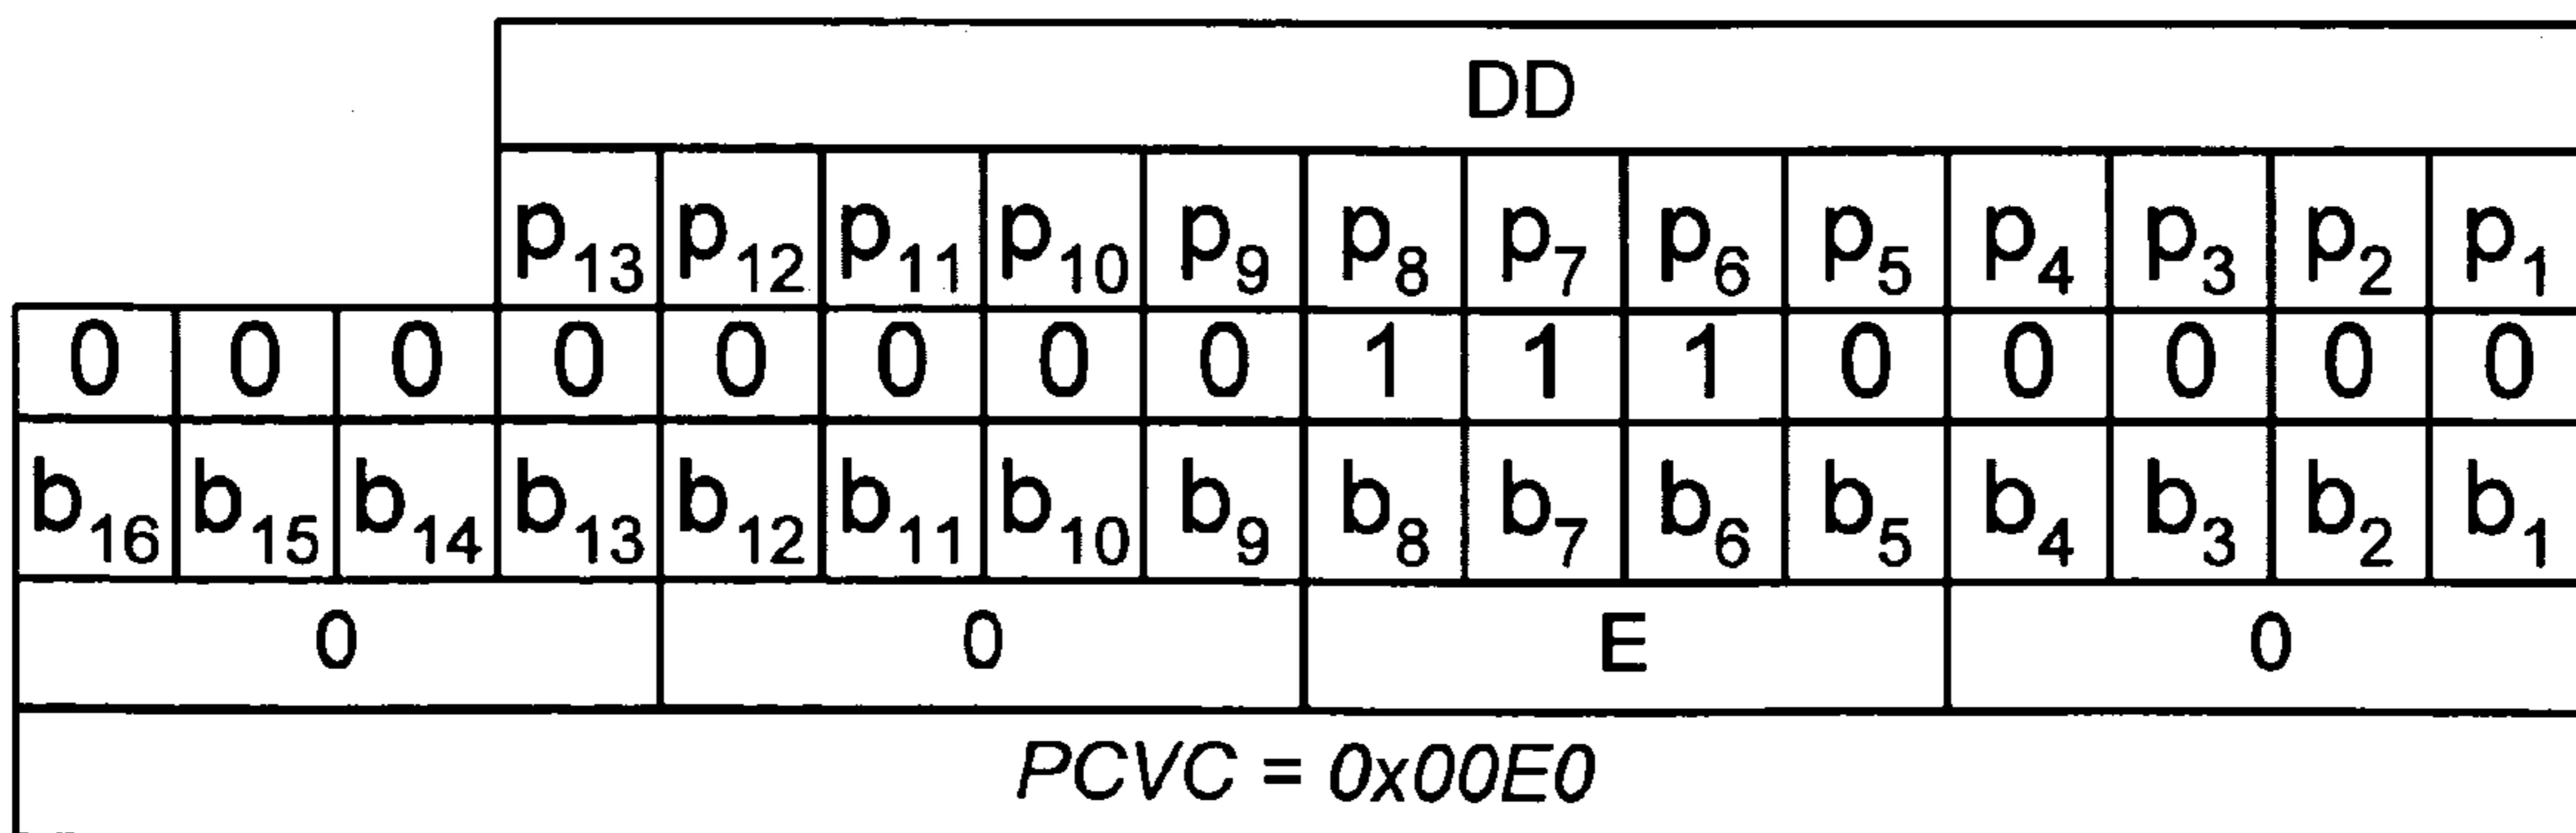 DD
p13 p12 p11 p10 p9 p8 p7 p6 p5 p4 p3 p2 p1
0 0 0 0 0 0 0 0 1 1 1 0 0 0 0 0
b16 b15 b14 b13 b12 b11 b10 b9 b8 b7 b6 b5 b4 b3 b2 b1
0 0 E 0
PCVC = 0x00E0